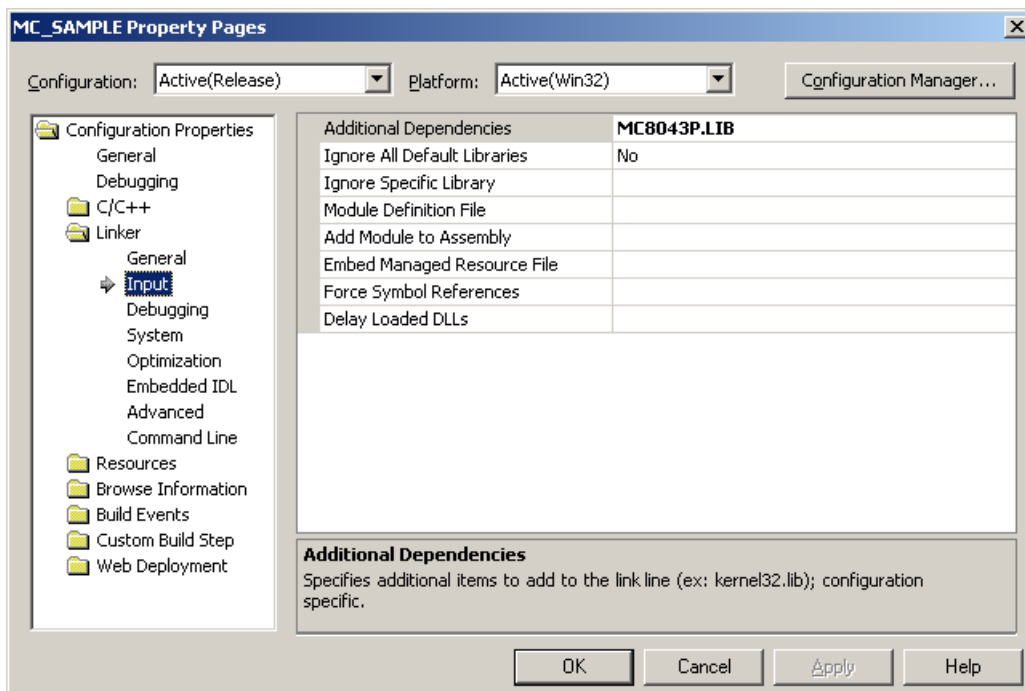 MC_SAMPLE Property Pages
Configuration: Active(Release) Platform: Active(Win32) Configuration Manager...
Configuration Properties
General
Debugging
C/C++
Linker
General
Input
Debugging
System
Optimization
Embedded IDL
Advanced
Command Line
Resources
Browse Information
Build Events
Custom Build Step
Web Deployment
Additional Dependencies MC8043P.LIB
Ignore All Default Libraries No
Ignore Specific Library
Module Definition File
Add Module to Assembly
Embed Managed Resource File
Force Symbol References
Delay Loaded DLLs
Additional Dependencies
Specifies additional items to add to the link line (ex: kernel32.lib); configuration
specific.
OK Cancel Apply Help